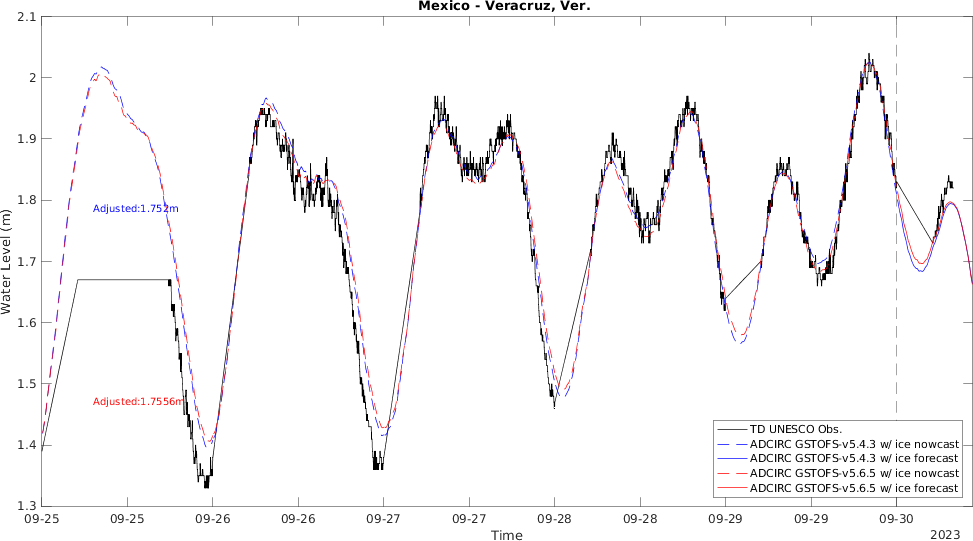 Mexico - Veracruz, Ver.
2.1
2
1.9
1.8
1.7
1.6
1.5
1.4
1.3
Water Level (m)
Adjusted:1.752m
Adjusted:1.7556m
TD UNESCO Obs.
ADCIRC GSTOFS-v5.4.3 w/ ice nowcast
ADCIRC GSTOFS-v5.4.3 w/ ice forecast
ADCIRC GSTOFS-v5.6.5 w/ ice nowcast
ADCIRC GSTOFS-v5.6.5 w/ ice forecast
09-25 09-25 09-26 09-26 09-27 09-27 09-28 09-28 09-29 09-29 09-30
Time
2023